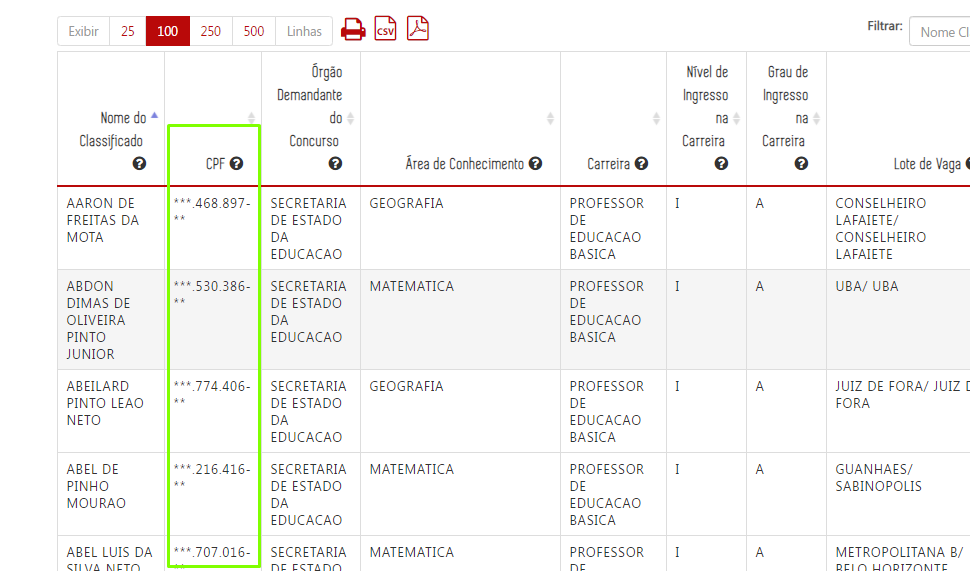 Exibir 25 100 250 500 Linhas CSV Filtrar: Nome Cl
Nome do Classificado
CPF
Órgão Demandante do Concurso
Área de Conhecimento
Carreira
Nível de Ingresso na Carreira
Grau de Ingresso na Carreira
Lote de Vaga
AARON DE FREITAS DA MOTA
***.468.897-**
SECRETARIA DE ESTADO DA EDUCACAO
GEOGRAFIA
PROFESSOR DE EDUCACAO BASICA
I
A
CONSELHEIRO LAFAIETE/ CONSELHEIRO LAFAIETE
ABDON DIMAS DE OLIVEIRA PINTO JUNIOR
***.530.386-**
SECRETARIA DE ESTADO DA EDUCACAO
MATEMATICA
PROFESSOR DE EDUCACAO BASICA
I
A
UBA/ UBA
ABEILARD PINTO LEAO NETO
***.774.406-**
SECRETARIA DE ESTADO DA EDUCACAO
GEOGRAFIA
PROFESSOR DE EDUCACAO BASICA
I
A
JUIZ DE FORA/ JUIZ D FORA
ABEL DE PINHO MOURAO
***.216.416-**
SECRETARIA DE ESTADO DA EDUCACAO
MATEMATICA
PROFESSOR DE EDUCACAO BASICA
I
A
GUANHAES/ SABINOPOLIS
ABEL LUIS DA SILVA NETO
***.707.016-**
SECRETARIA DE ESTADO
MATEMATICA
PROFESSOR DE
I
A
METROPOLITANA B/ BELO HORIZONTE